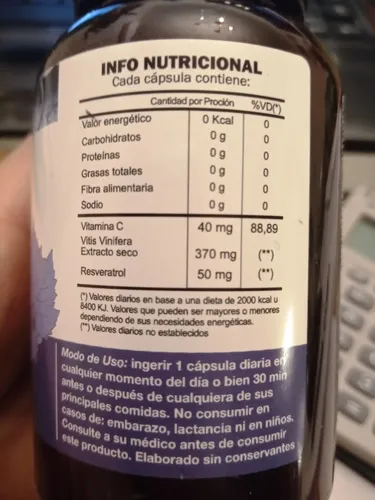 INFO NUTRICIONAL
Cada cápsula contiene:
Cantidad por Proción %VD(*)
Valor energético 0 Kcal 0
Carbohidratos 0 g 0
Proteínas 0 g 0
Grasas totales 0 g 0
Fibra alimentaria 0 g 0
Sodio 0 g 0
Vitamina C 40 mg 88,89
Vitis Vinifera
Extracto seco 370 mg (**)
Resveratrol 50 mg (**)
(*) Valores diarios en base a una dieta de 2000 kcal u
8400 KJ. Valores que pueden ser mayores o menores
dependiendo de sus necesidades energéticas.
(**) Valores diarios no establecidos
Modo de Uso: ingerir 1 cápsula diaria en
cualquier momento del día o bien 30 min
antes o después de cualquiera de sus
principales comidas. No consumir en
casos de: embarazo, lactancia ni en niños.
Consulte a su médico antes de consumir
este producto. Elaborado sin conservantes